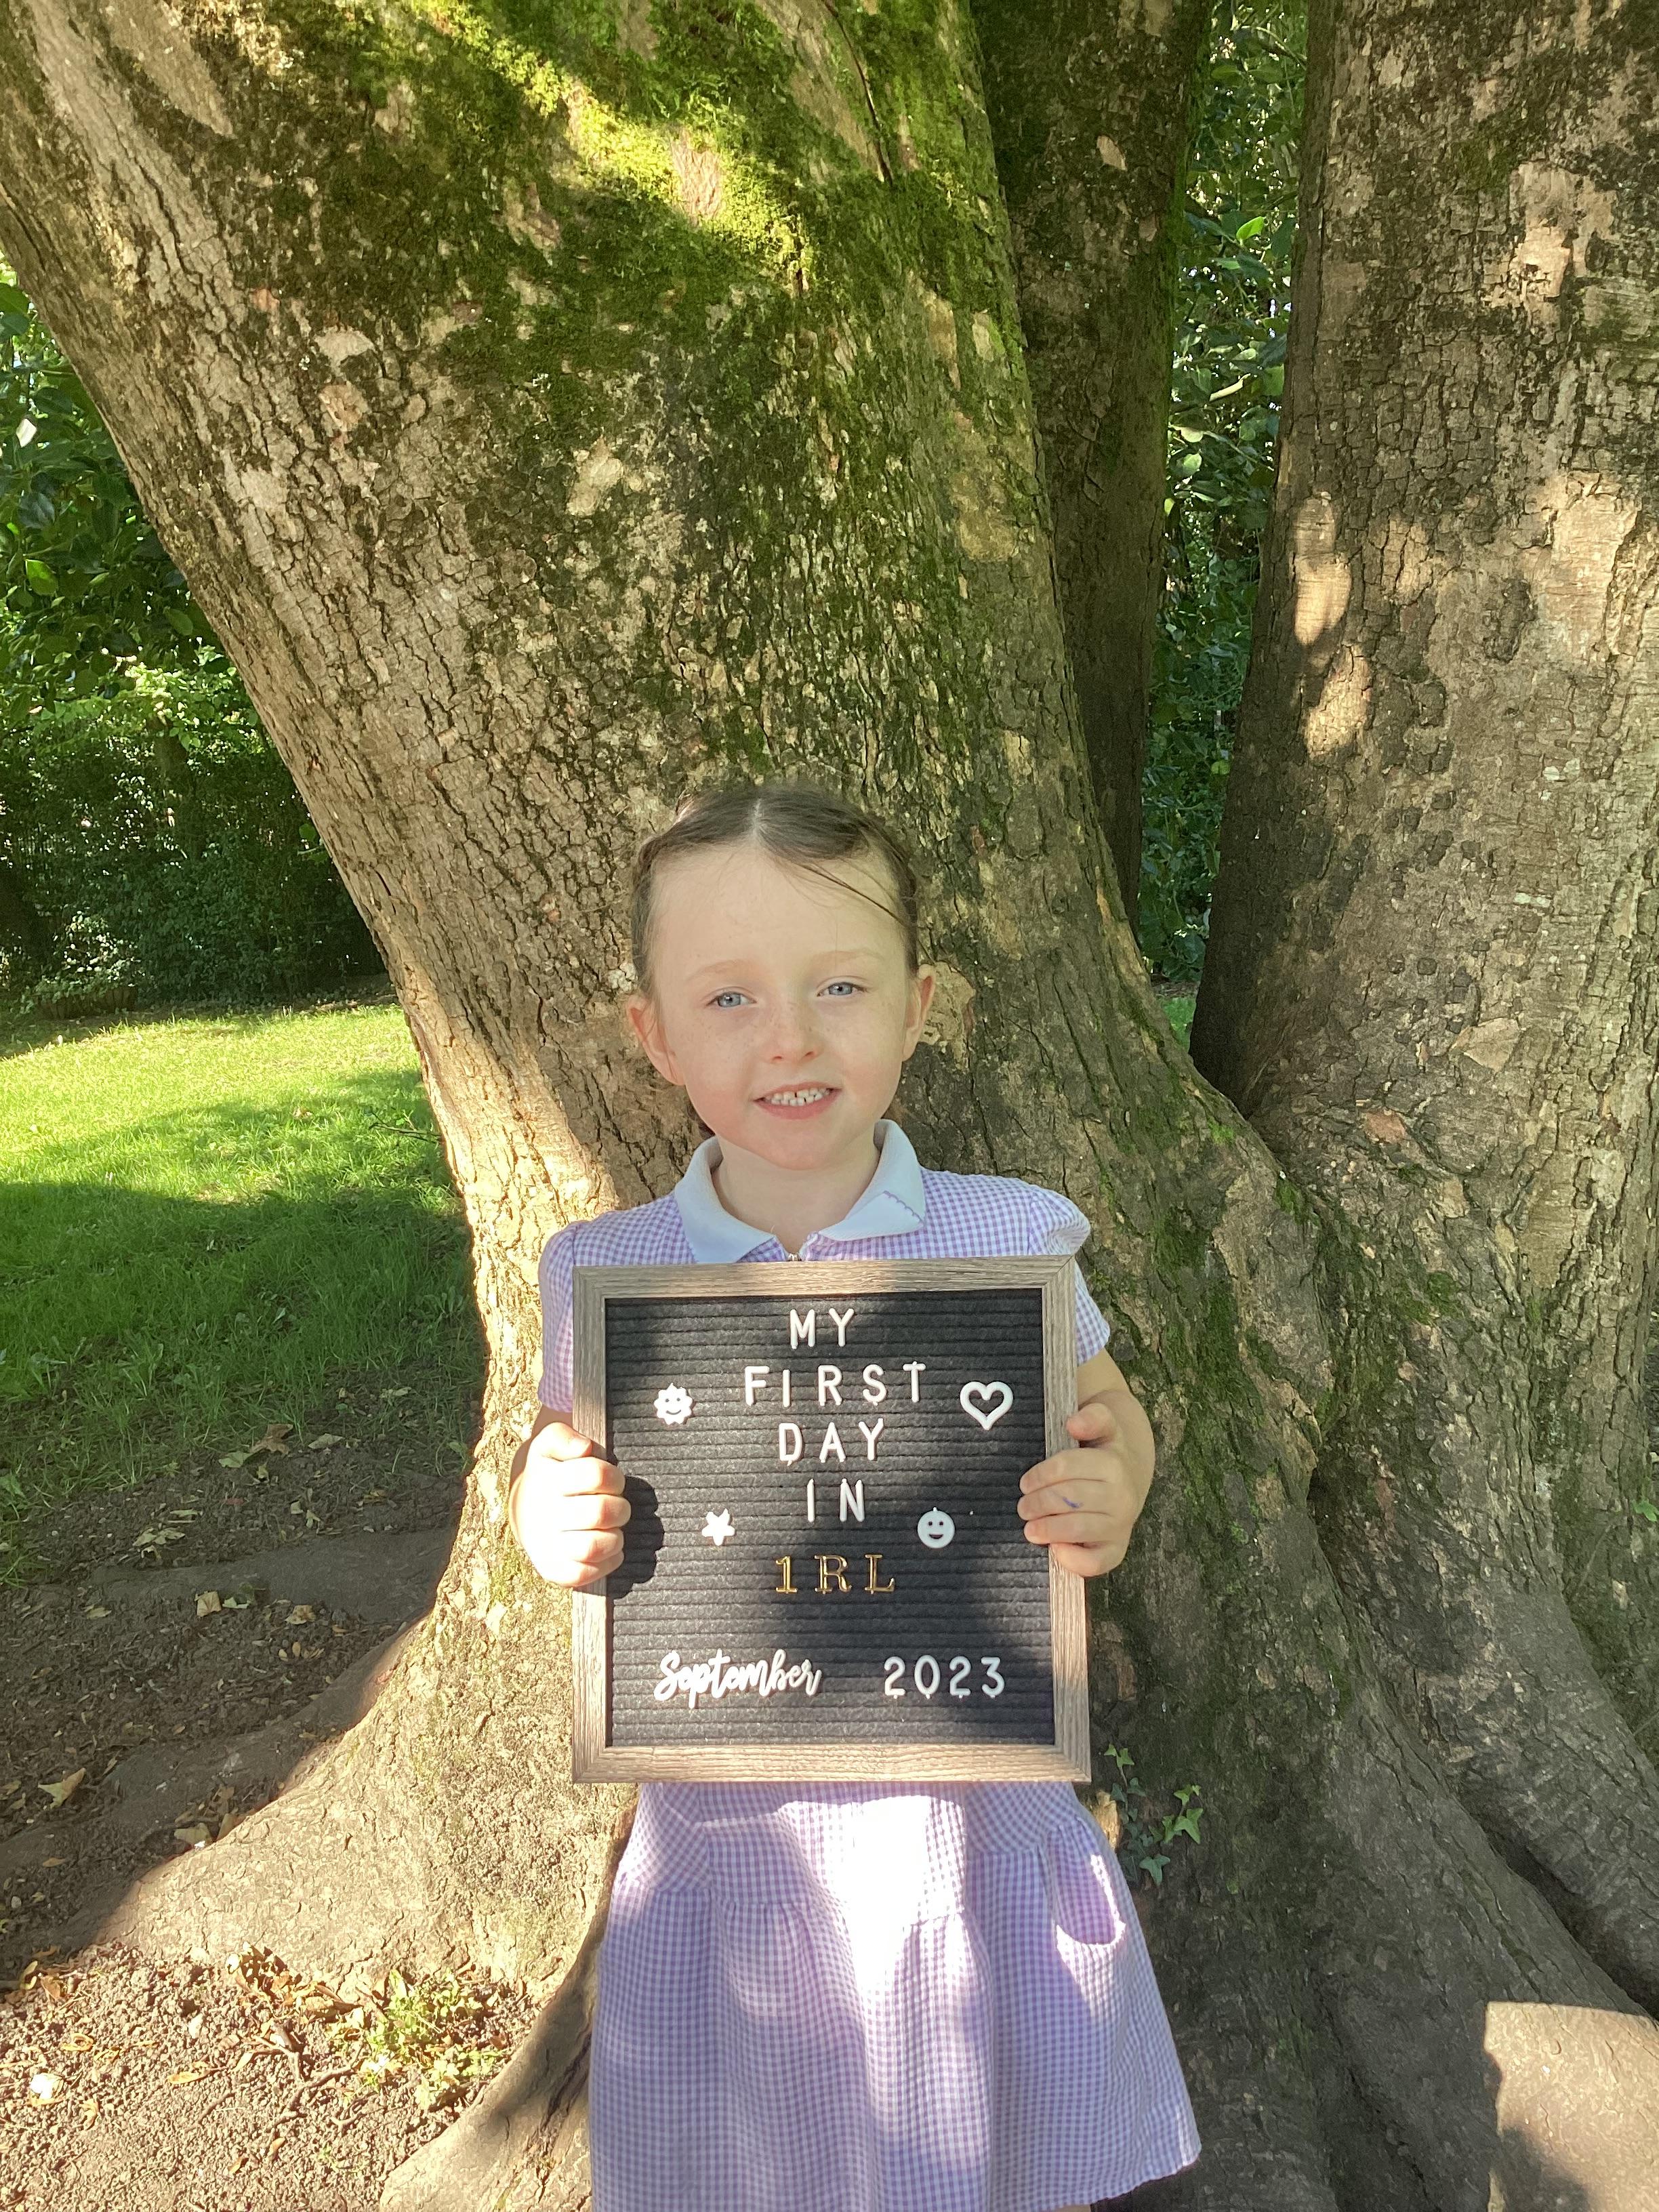 MY
FIRST
DAY
IN
1RL
September 2023